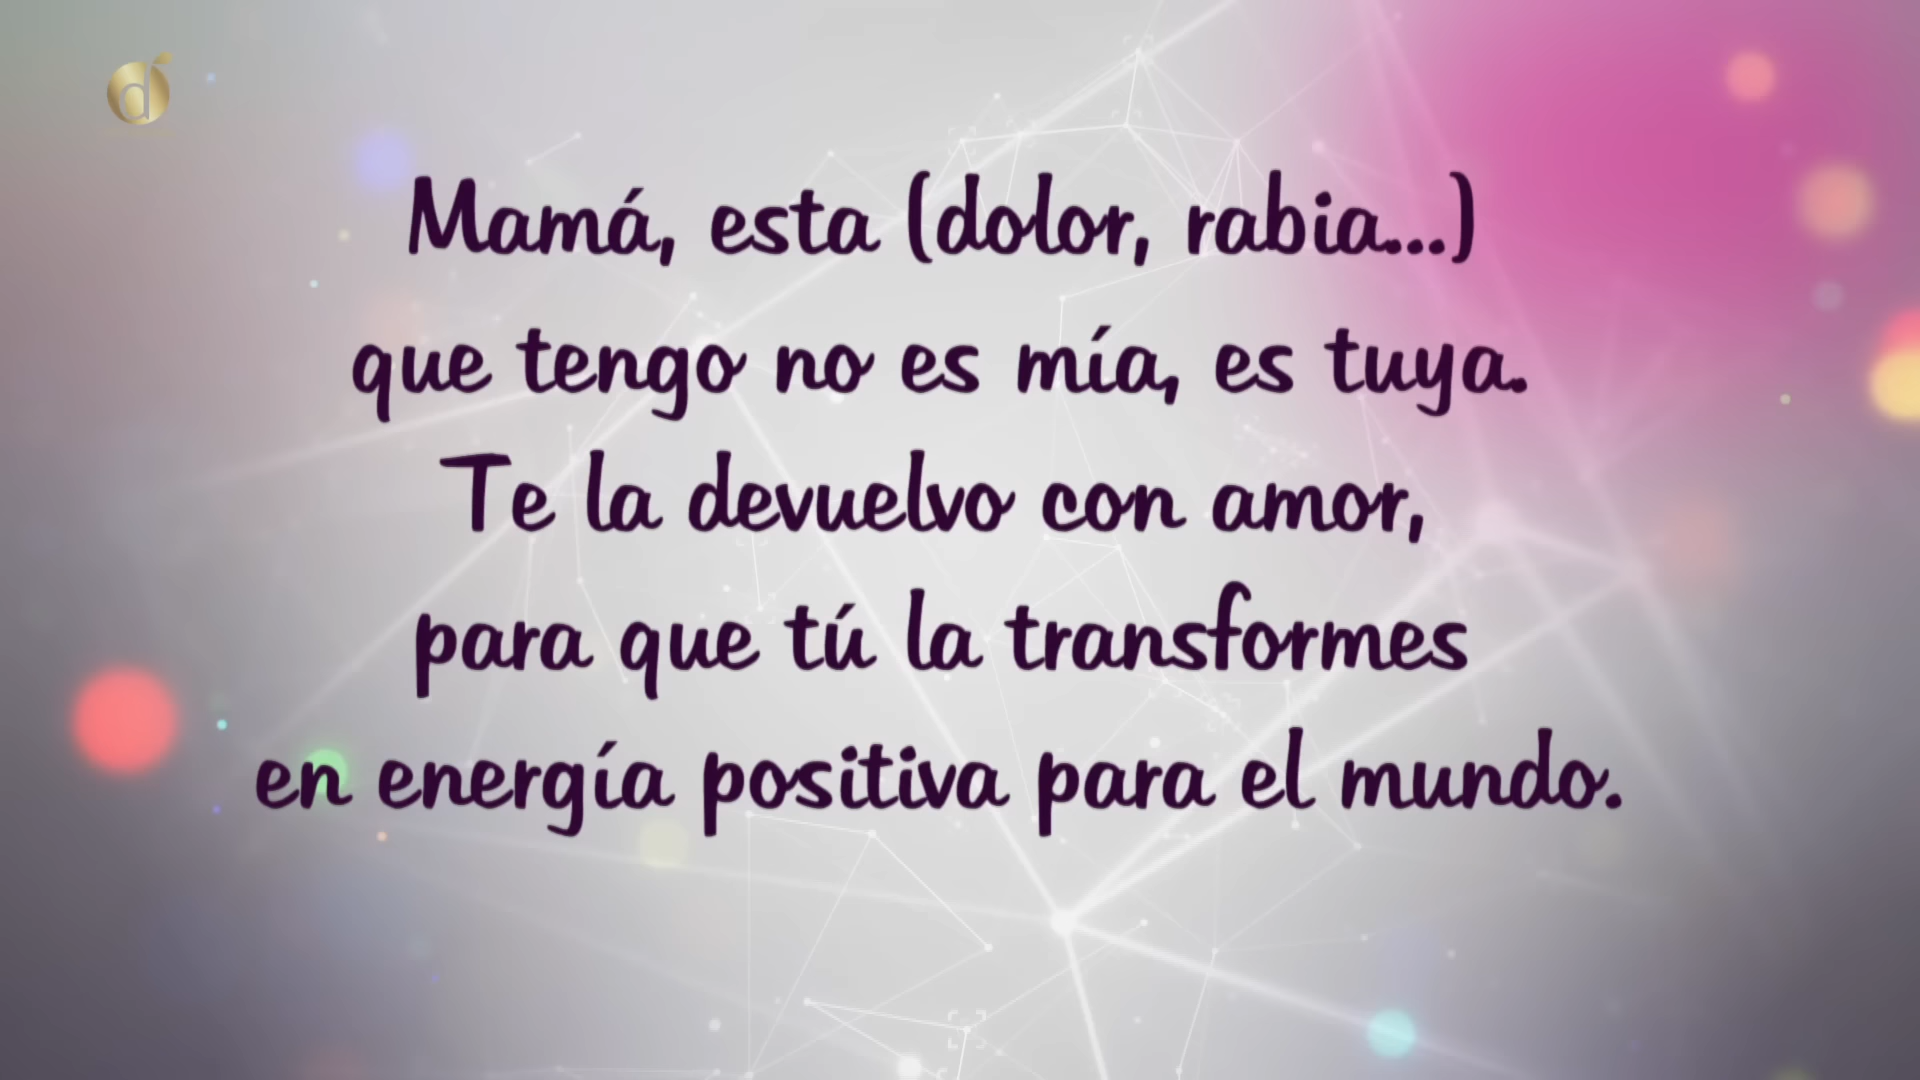 d
Mamá, esta (dolor, rabia...)
que tengo no es mía, es tuya.
Te la devuelvo con amor,
para que tú la transformes
en energía positiva para el mundo.